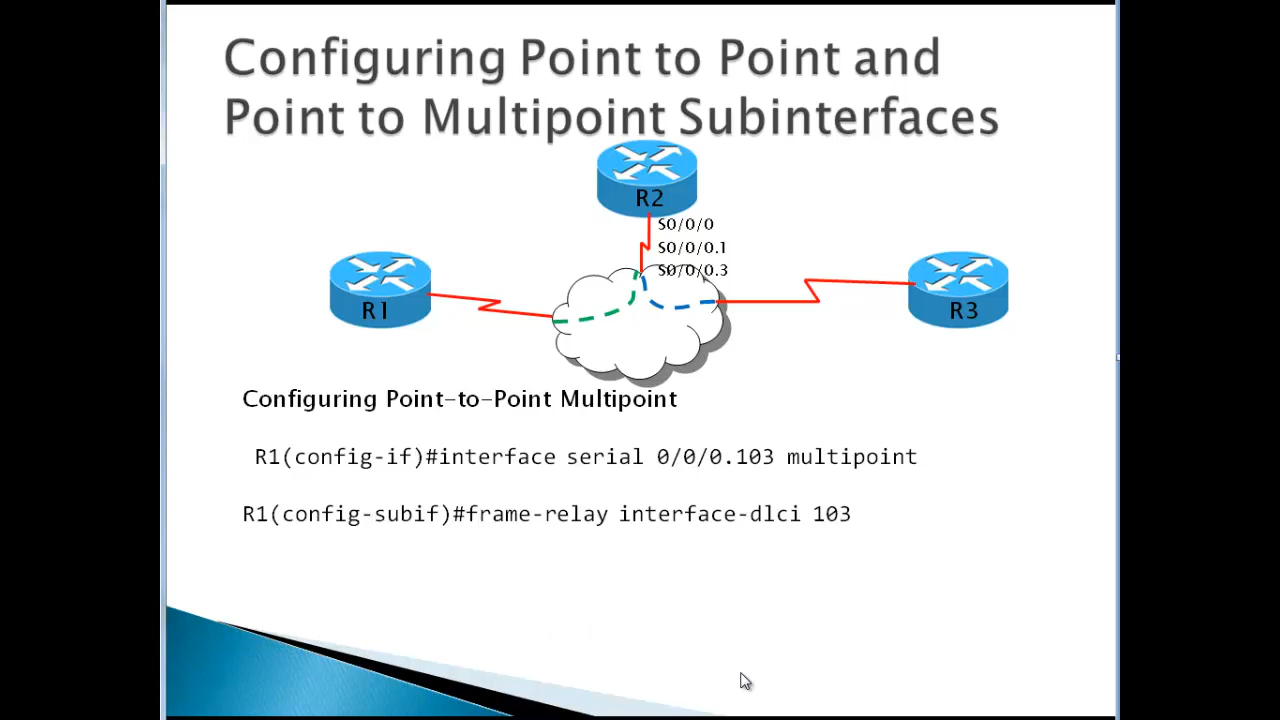 Configuring Point to Point and
Point to Multipoint Subinterfaces
R2
S0/0/0
S0/0/0.1
S0/0/0.3
R1
R3
Configuring Point-to-Point Multipoint
R1(config-if)#interface serial 0/0/0.103 multipoint
R1(config-subif)#frame-relay interface-dlci 103